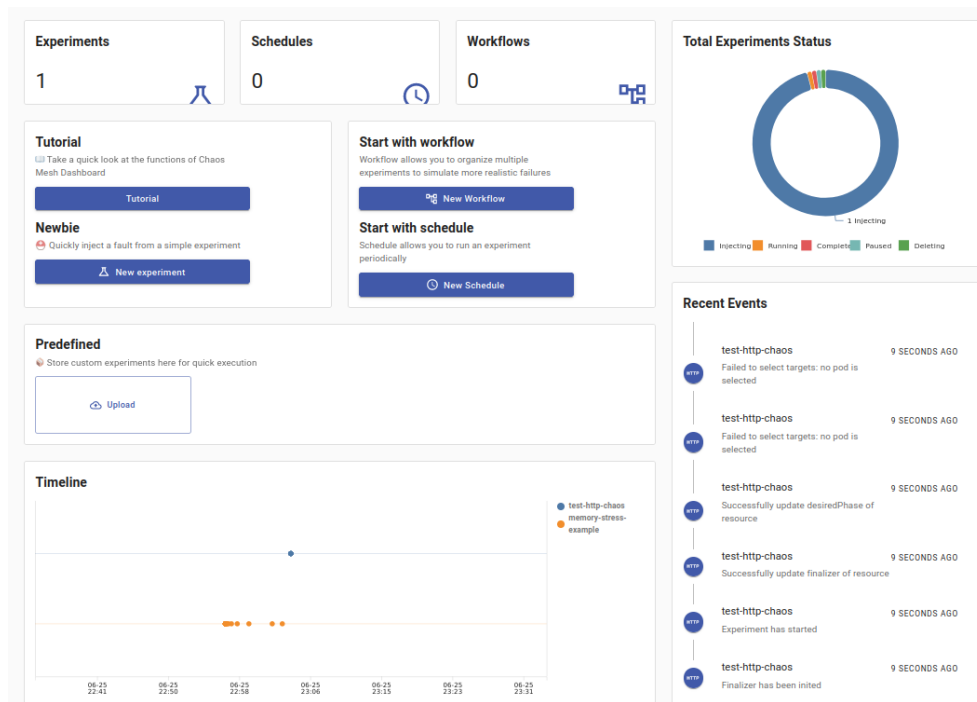 Experiments
1
Schedules
0
Workflows
0
Tutorial
Take a quick look at the functions of Chaos
Mesh Dashboard
Tutorial
Newbie
Quickly inject a fault from a simple experiment
New experiment
Start with workflow
Workflow allows you to organize multiple
experiments to simulate more realistic failures
New Workflow
Start with schedule
Schedule allows you to run an experiment
periodically
New Schedule
Predefined
Store custom experiments here for quick execution
Upload
Timeline
test-http-chaos
memory-stress-
example
06-25
22:41
06-25
22:50
06-25
22:58
06-25
23:06
06-25
23:15
06-25
23:23
06-25
23:31
Total Experiments Status
1 Injecting
Injecting Running Complete Paused Deleting
Recent Events
test-http-chaos 9 SECONDS AGO
HTTP
Failed to select targets: no pod is
selected
test-http-chaos 9 SECONDS AGO
HTTP
Failed to select targets: no pod is
selected
test-http-chaos 9 SECONDS AGO
HTTP
Successfully update desiredPhase of
resource
test-http-chaos 9 SECONDS AGO
HTTP
Successfully update finalizer of resource
test-http-chaos 9 SECONDS AGO
HTTP
Experiment has started
test-http-chaos 9 SECONDS AGO
HTTP
Finalizer has been inited